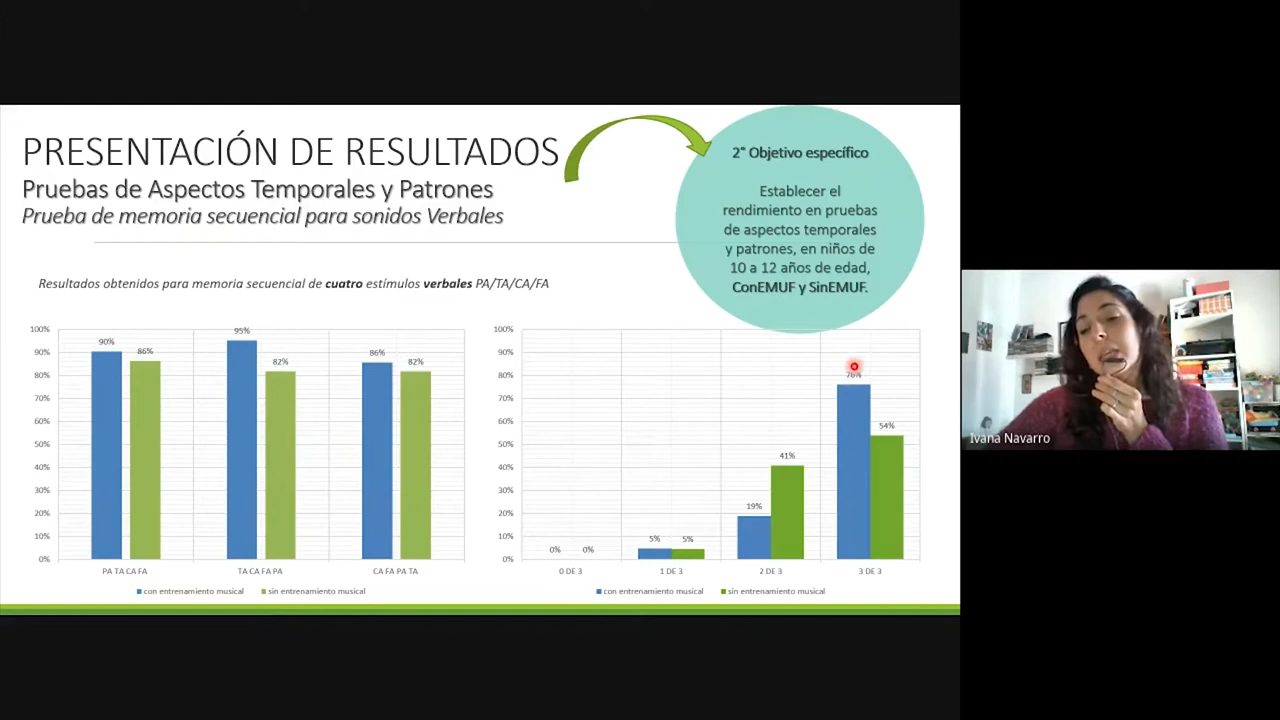 PRESENTACIÓN DE RESULTADOS
Pruebas de Aspectos Temporales y Patrones
Prueba de memoria secuencial para sonidos Verbales
2° Objetivo específico
Establecer el
rendimiento en pruebas
de aspectos temporales
y patrones, en niños de
10 a 12 años de edad,
ConEMUF y SinEMUF.
Resultados obtenidos para memoria secuencial de cuatro estímulos verbales PA/TA/CA/FA
100%
90%
80%
70%
60%
50%
40%
30%
20%
10%
0%
90%
86%
95%
82%
86%
82%
PA TA CA FA
TA CA FA PA
CA FA PA TA
con entrenamiento musical
sin entrenamiento musical
100%
90%
80%
70%
60%
50%
40%
30%
20%
10%
0%
0%
0%
5%
5%
19%
41%
76%
54%
0 DE 3
1 DE 3
2 DE 3
3 DE 3
con entrenamiento musical
sin entrenamiento musical
Ivana Navarro